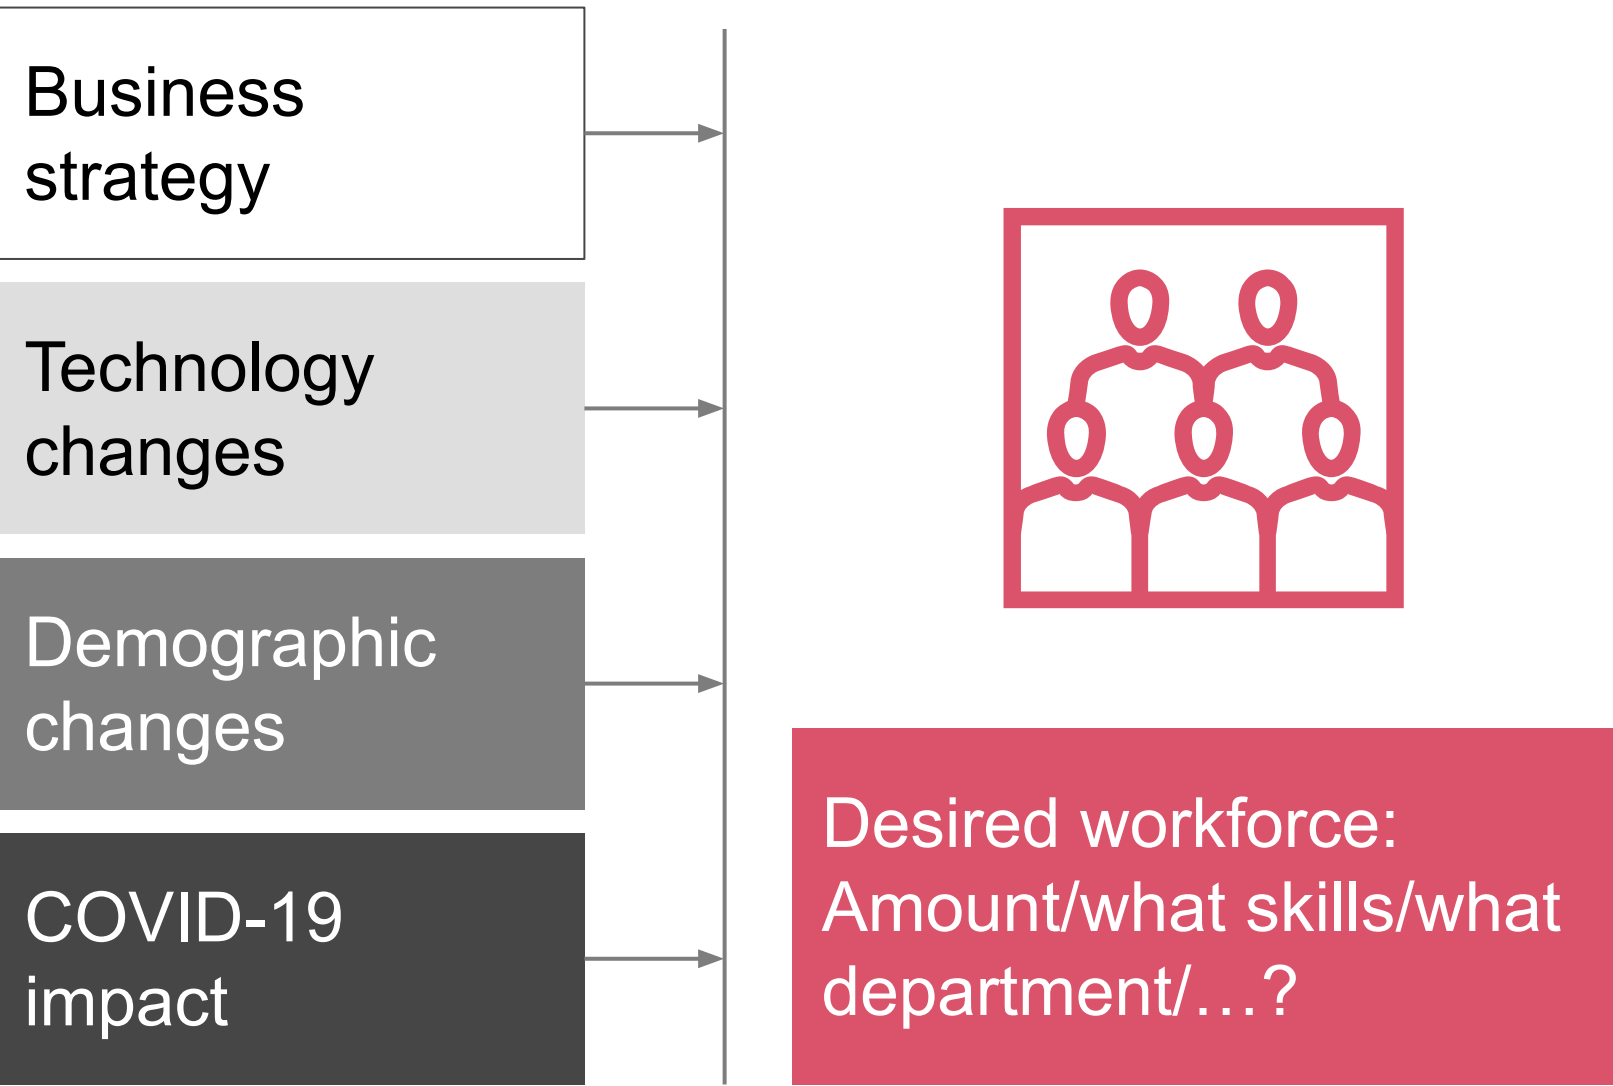 Business
strategy
Technology
changes
Demographic
changes
COVID-19
impact
Desired workforce:
Amount/what skills/what
department/…?